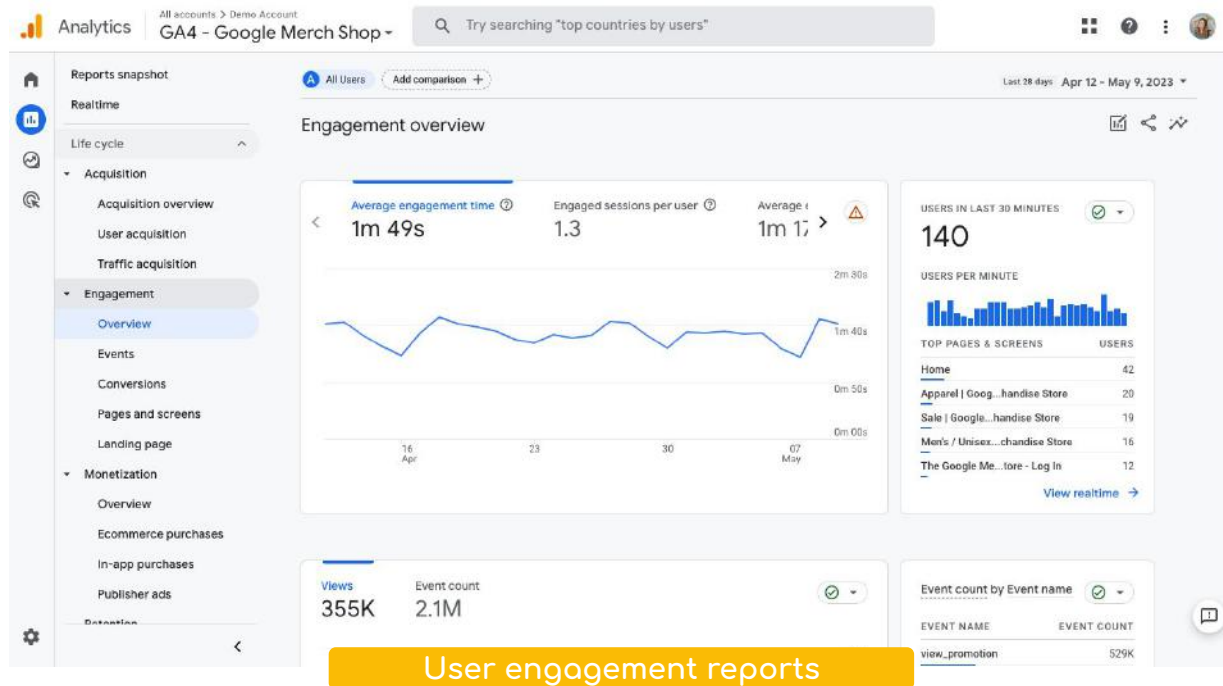 All accounts > Demo Account
Analytics
GA4 - Google Merch Shop
Try searching "top countries by users"
Reports snapshot
Realtime
Life cycle
Acquisition
Acquisition overview
User acquisition
Traffic acquisition
Engagement
Overview
Events
Conversions
Pages and screens
Landing page
Monetization
Overview
Ecommerce purchases
In-app purchases
Publisher ads
Retention
A All Users
Add comparison +
Last 28 days Apr 12 - May 9, 2023
Engagement overview
Average engagement time
1m 49s
Engaged sessions per user
1.3
Average e
1m 17
2m 30s
1m 40s
0m 50s
0m 00s
16
Apr
23
30
07
May
USERS IN LAST 30 MINUTES
140
USERS PER MINUTE
TOP PAGES & SCREENS USERS
Home 42
Apparel | Goog...handise Store 20
Sale | Google...handise Store 19
Men's / Unisex...chandise Store 16
The Google Me...tore - Log In 12
View realtime
Views
355K
Event count
2.1M
Event count by Event name
EVENT NAME EVENT COUNT
view_promotion 529K
User engagement reports